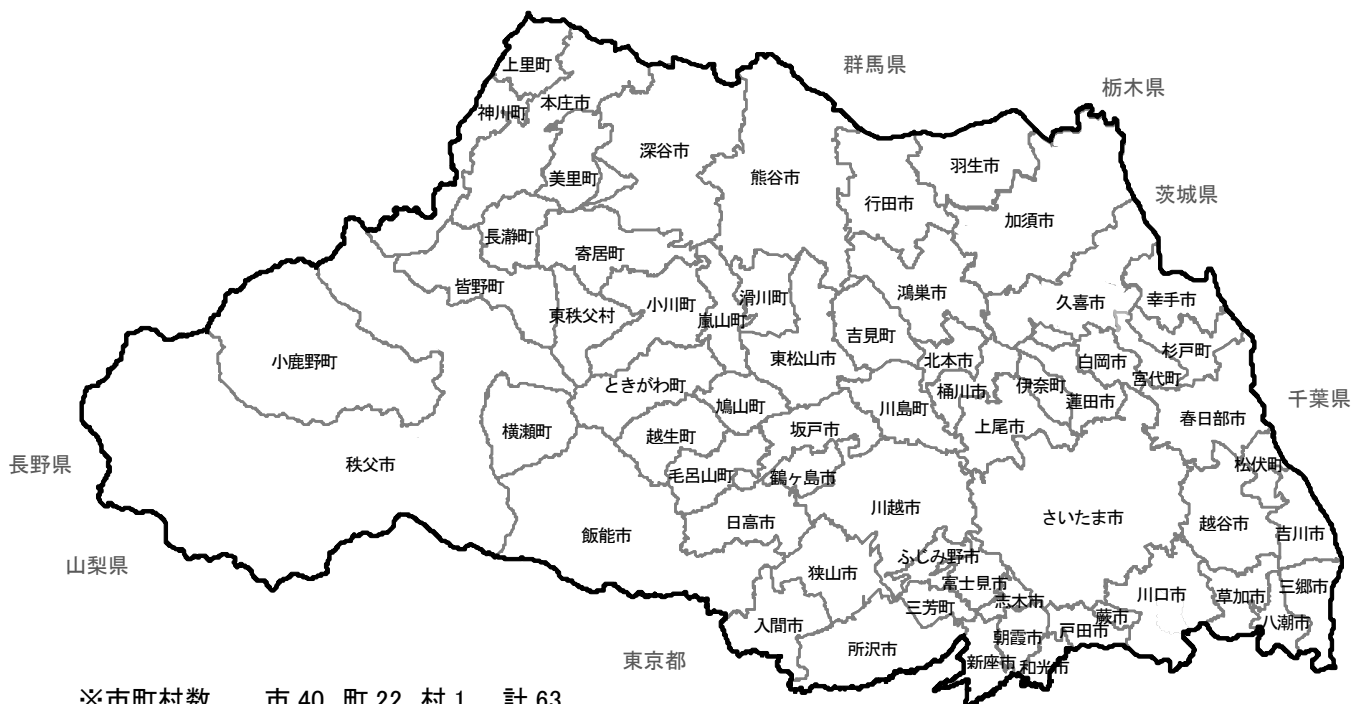 群馬県
栃木県
茨城県
千葉県
長野県
山梨県
東京都
上里町
神川町
本庄市
美里町
深谷市
熊谷市
行田市
羽生市
加須市
長瀞町
寄居町
皆野町
東秩父村
小川町
嵐山町
滑川町
東松山市
吉見町
鴻巣市
久喜市
幸手市
小鹿野町
ときがわ町
鳩山町
北本市
桶川市
伊奈町
白岡市
宮代町
杉戸町
蓮田市
川島町
上尾市
春日部市
横瀬町
越生町
坂戸市
秩父市
毛呂山町
鶴ヶ島市
松伏町
川越市
さいたま市
越谷市
吉川市
飯能市
日高市
ふじみ野市
狭山市
富士見市
三芳町
志木市
川口市
草加市
三郷市
八潮市
入間市
所沢市
朝霞市
戸田市
蕨市
新座市
和光市
※市町村数 市 40 町 22 村 1 計 63